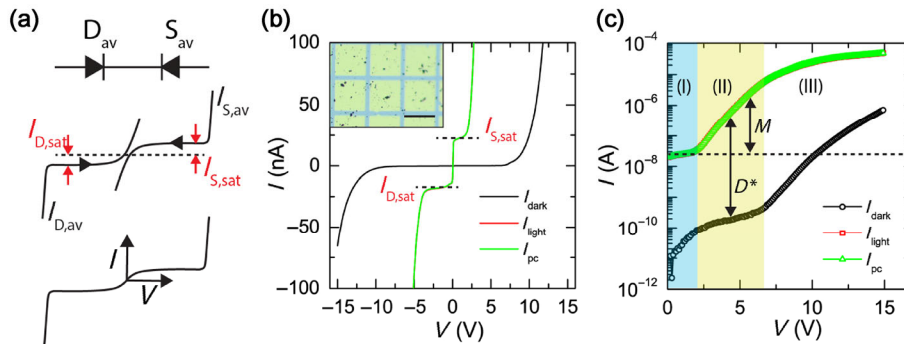 (a)
D_av S_av
I_S,av
I_D,sat
I_S,sat
I_D,av
I
V
(b)
100
50
0
−50
−100
I (nA)
I_S,sat
I_D,sat
I_dark
I_light
I_pc
−15 −10 −5 0 5 10 15
V (V)
(c)
10⁻⁴
10⁻⁶
10⁻⁸
10⁻¹⁰
10⁻¹²
I (A)
(I) (II) (III)
M
D*
I_dark
I_light
I_pc
0 5 10 15
V (V)